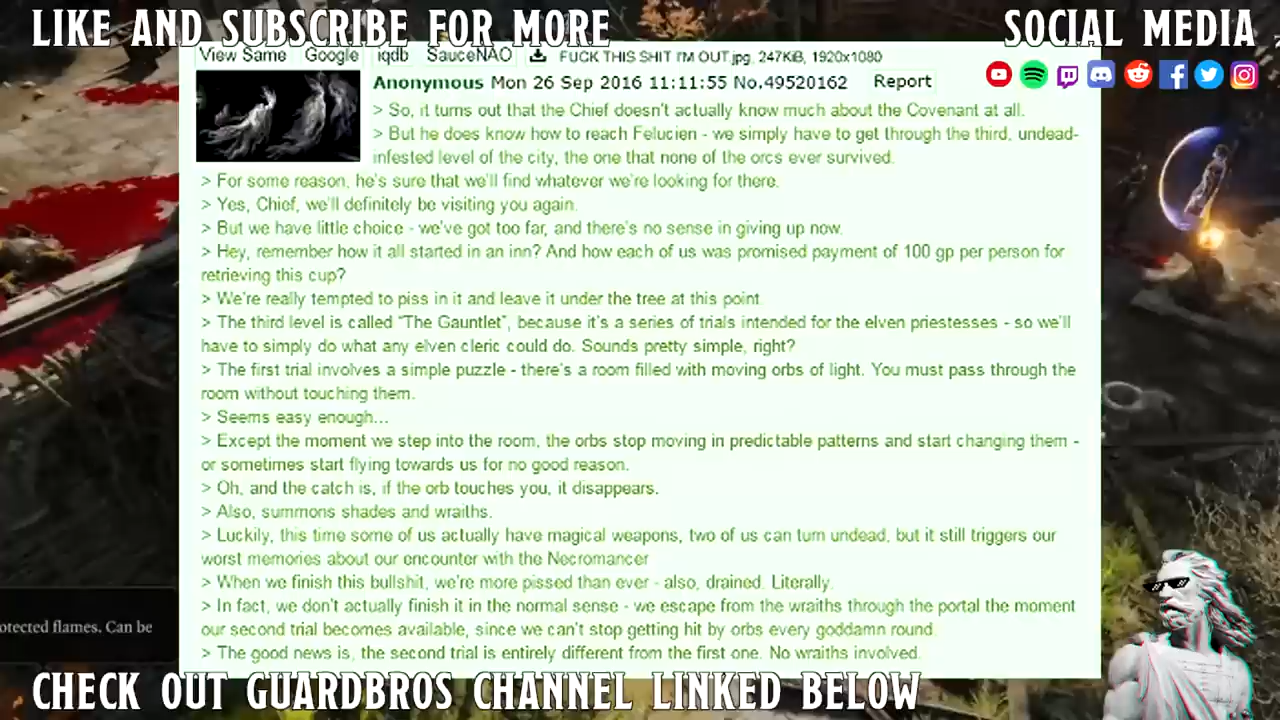 LIKE AND SUBSCRIBE FOR MORE
SOCIAL MEDIA
View Same Google iqdb SauceNAO FUCK THIS SHIT I'M OUT.jpg, 247KiB, 1920x1080
Anonymous Mon 26 Sep 2016 11:11:55 No.49520162 Report
> So, it turns out that the Chief doesn't actually know much about the Covenant at all.
> But he does know how to reach Felucien - we simply have to get through the third, undead-
infested level of the city, the one that none of the orcs ever survived.
> For some reason, he's sure that we'll find whatever we're looking for there.
> Yes, Chief, we'll definitely be visiting you again.
> But we have little choice - we've got too far, and there's no sense in giving up now.
> Hey, remember how it all started in an inn? And how each of us was promised payment of 100 gp per person for
retrieving this cup?
> We're really tempted to piss in it and leave it under the tree at this point.
> The third level is called "The Gauntlet", because it's a series of trials intended for the elven priestesses - so we'll
have to simply do what any elven cleric could do. Sounds pretty simple, right?
> The first trial involves a simple puzzle - there's a room filled with moving orbs of light. You must pass through the
room without touching them.
> Seems easy enough...
> Except the moment we step into the room, the orbs stop moving in predictable patterns and start changing them -
or sometimes start flying towards us for no good reason.
> Oh, and the catch is, if the orb touches you, it disappears.
> Also, summons shades and wraiths.
> Luckily, this time some of us actually have magical weapons, two of us can turn undead, but it still triggers our
worst memories about our encounter with the Necromancer
> When we finish this bullshit, we're more pissed than ever - also, drained. Literally.
> In fact, we don't actually finish it in the normal sense - we escape from the wraiths through the portal the moment
our second trial becomes available, since we can't stop getting hit by orbs every goddamn round.
> The good news is, the second trial is entirely different from the first one. No wraiths involved.
otected flames. Can be
CHECK OUT GUARDBROS CHANNEL LINKED BELOW